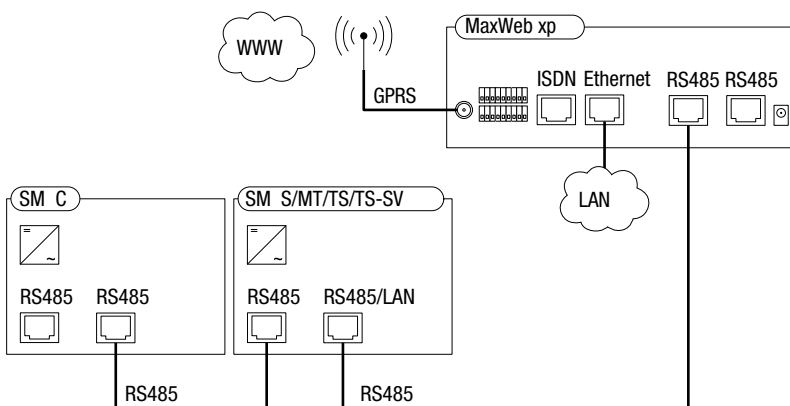 MaxWeb xp
WWW
ISDN Ethernet RS485 RS485
GPRS
LAN
SM C
SM S/MT/TS/TS-SV
RS485 RS485
RS485 RS485/LAN
RS485
RS485